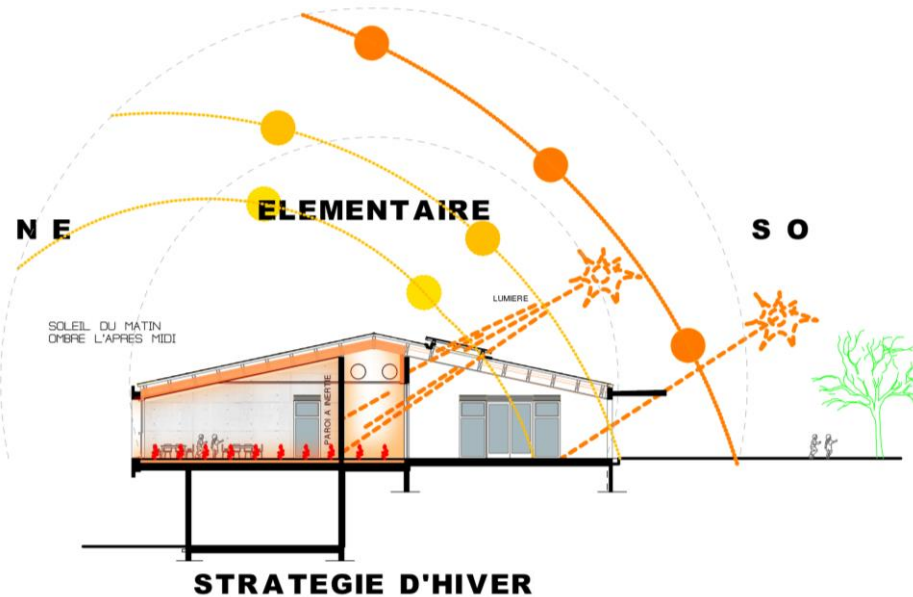 ELEMENTAIRE
N E
S O
LUMIERE
SOLEIL DU MATIN
OMBRE L'APRES MIDI
PAROI A INERTIE
STRATEGIE D'HIVER